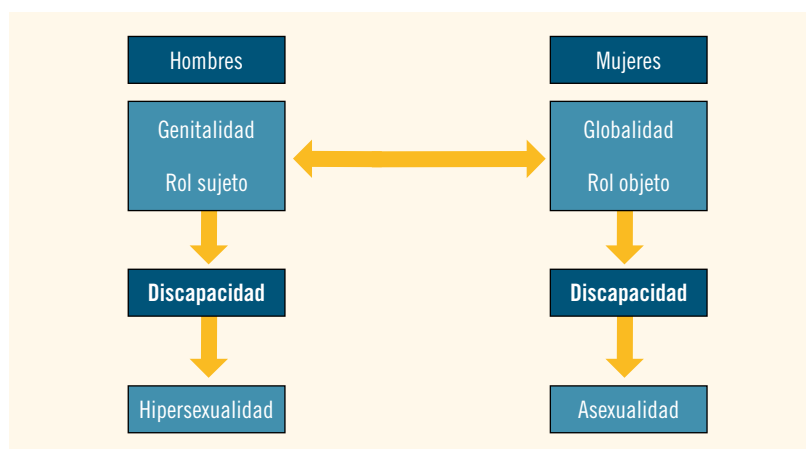 Hombres
Mujeres
Genitalidad
Rol sujeto
Globalidad
Rol objeto
Discapacidad
Discapacidad
Hipersexualidad
Asexualidad